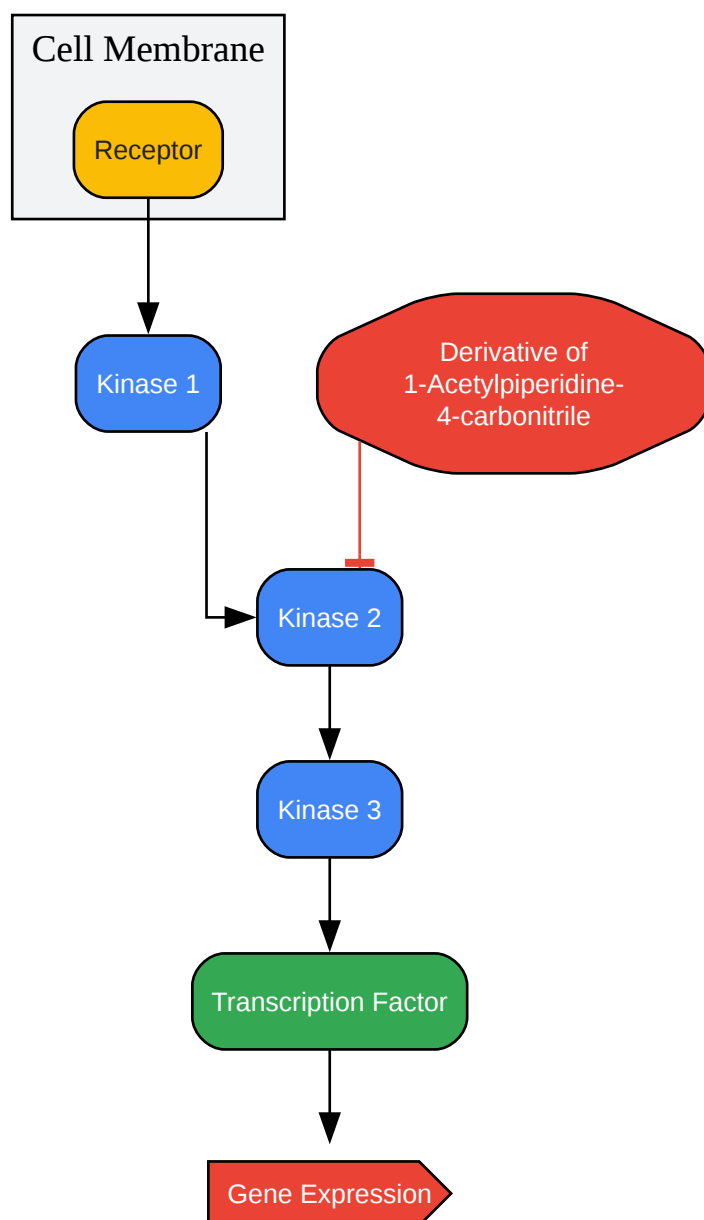 Cell Membrane
Receptor
Kinase 1
Derivative of
1-Acetylpiperidine-
4-carbonitrile
Kinase 2
Kinase 3
Transcription Factor
Gene Expression